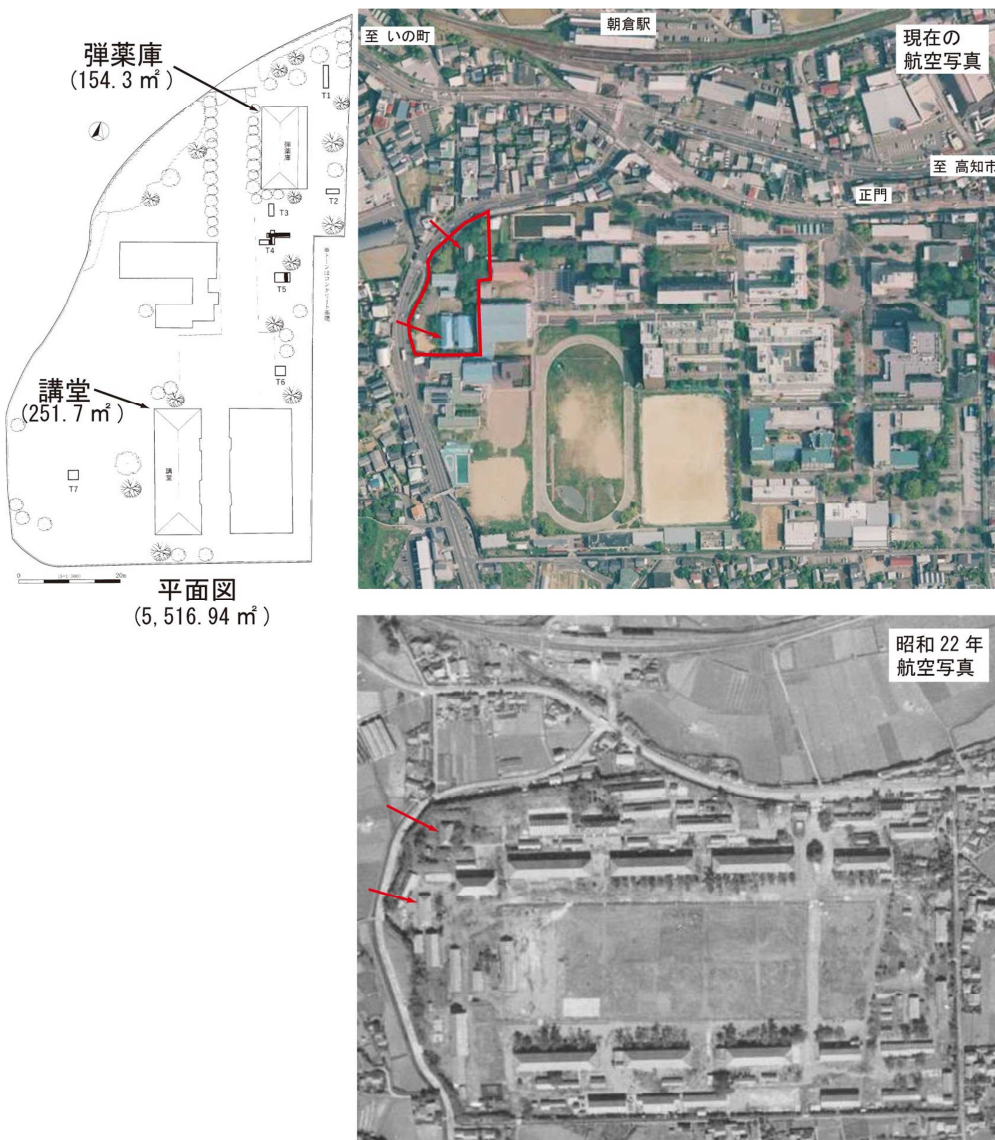 弾薬庫
(154.3 ㎡)
T1
弾薬庫
T2
T3
T4
T5
T6
講堂
(251.7 ㎡)
講堂
T7
0
20m
平面図
(5,516.94 ㎡)
至 いの町
朝倉駅
現在の
航空写真
至 高知市
正門
昭和 22 年
航空写真